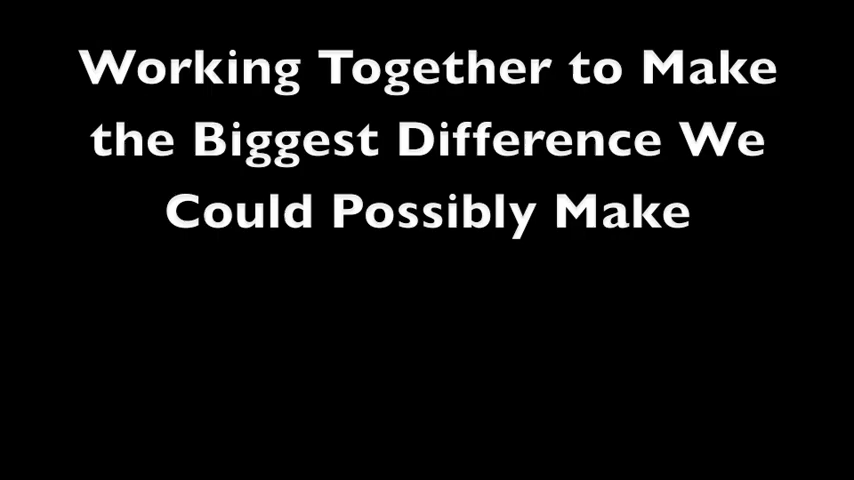 Working Together to Make
the Biggest Difference We
Could Possibly Make